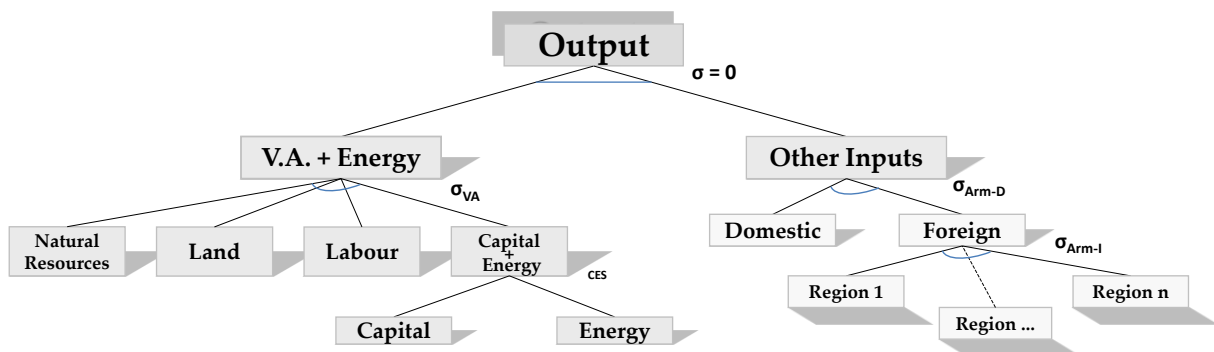 Output
σ = 0
V.A. + Energy
Other Inputs
σVA
σArm-D
Natural
Resources
Land
Labour
Capital
+
Energy
CES
Domestic
Foreign
σArm-I
Region 1
Region ...
Region n
Capital
Energy